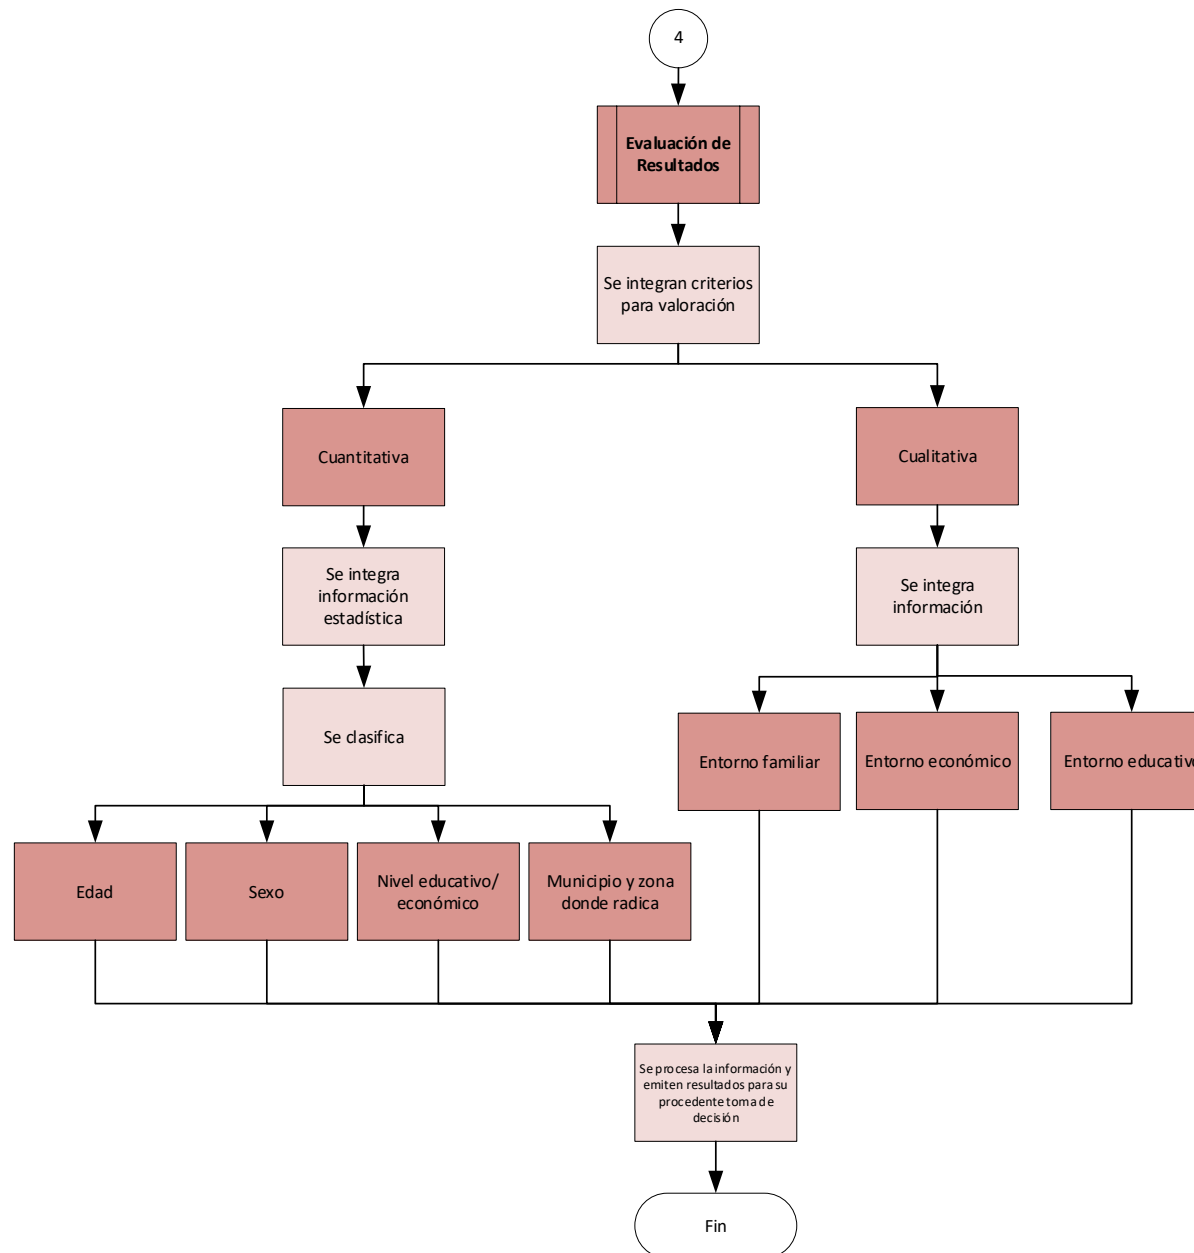 4
Evaluación de
Resultados
Se integran criterios
para valoración
Cuantitativa
Cualitativa
Se integra
información
estadística
Se integra
información
Se clasifica
Entorno familiar
Entorno económico
Entorno educativo
Edad
Sexo
Nivel educativo/
económico
Municipio y zona
donde radica
Se procesa la información y
emiten resultados para su
procedente toma de
decisión
Fin